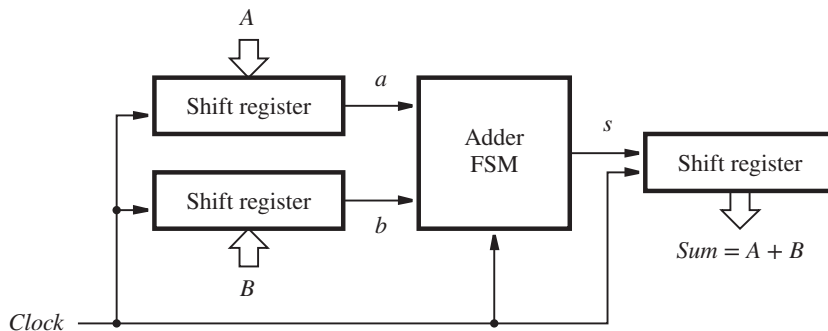 A
Shift register
a
Adder
FSM
s
Shift register
Shift register
b
B
Sum = A + B
Clock